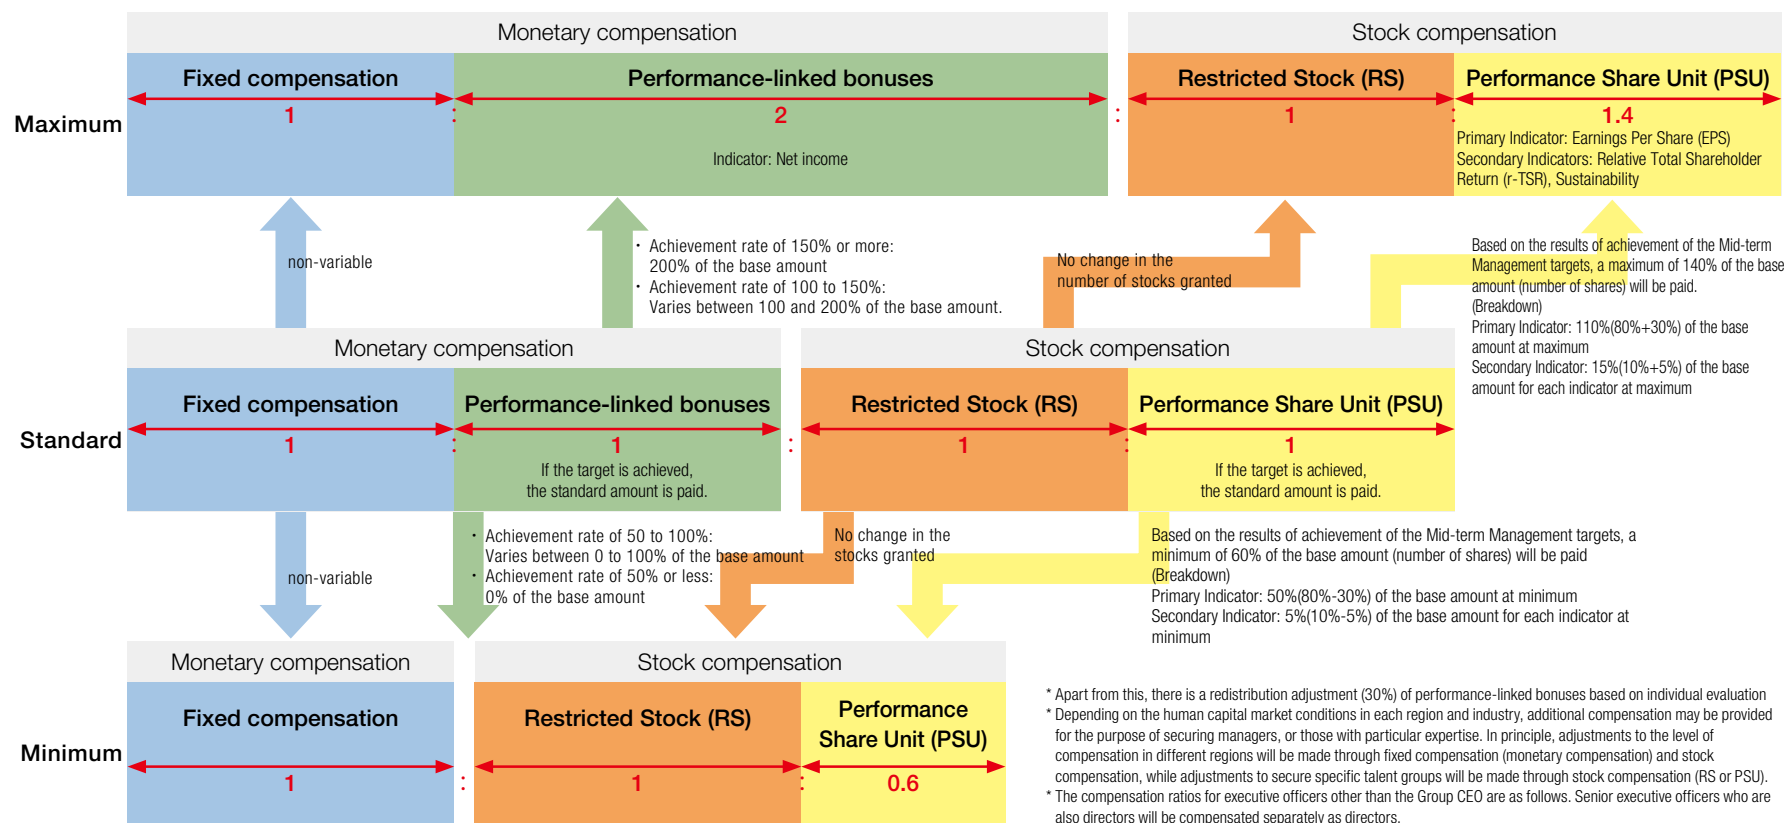 Monetary compensation
Stock compensation
Fixed compensation
Performance-linked bonuses
Restricted Stock (RS)
Performance Share Unit (PSU)
Maximum
1
:
2
:
1
:
1.4
Indicator: Net income
Primary Indicator: Earnings Per Share (EPS)
Secondary Indicators: Relative Total Shareholder
Return (r-TSR), Sustainability
non-variable
・ Achievement rate of 150% or more:
200% of the base amount
・ Achievement rate of 100 to 150%:
Varies between 100 and 200% of the base amount.
No change in the
number of stocks granted
Based on the results of achievement of the Mid-term
Management targets, a maximum of 140% of the base
amount (number of shares) will be paid.
(Breakdown)
Primary Indicator: 110%(80%+30%) of the base
amount at maximum
Secondary Indicator: 15%(10%+5%) of the base
amount for each indicator at maximum
Monetary compensation
Stock compensation
Fixed compensation
Performance-linked bonuses
Restricted Stock (RS)
Performance Share Unit (PSU)
Standard
1
:
1
:
1
:
1
If the target is achieved,
the standard amount is paid.
If the target is achieved,
the standard amount is paid.
non-variable
・ Achievement rate of 50 to 100%:
Varies between 0 to 100% of the base amount
・ Achievement rate of 50% or less:
0% of the base amount
No change in the
stocks granted
Based on the results of achievement of the Mid-term Management targets, a
minimum of 60% of the base amount (number of shares) will be paid
(Breakdown)
Primary Indicator: 50%(80%-30%) of the base amount at minimum
Secondary Indicator: 5%(10%-5%) of the base amount for each indicator at
minimum
Monetary compensation
Stock compensation
Fixed compensation
Restricted Stock (RS)
Performance
Share Unit (PSU)
Minimum
1
:
1
:
0.6
* Apart from this, there is a redistribution adjustment (30%) of performance-linked bonuses based on individual evaluation
* Depending on the human capital market conditions in each region and industry, additional compensation may be provided
for the purpose of securing managers, or those with particular expertise. In principle, adjustments to the level of
compensation in different regions will be made through fixed compensation (monetary compensation) and stock
compensation, while adjustments to secure specific talent groups will be made through stock compensation (RS or PSU).
* The compensation ratios for executive officers other than the Group CEO are as follows. Senior executive officers who are
also directors will be compensated separately as directors.